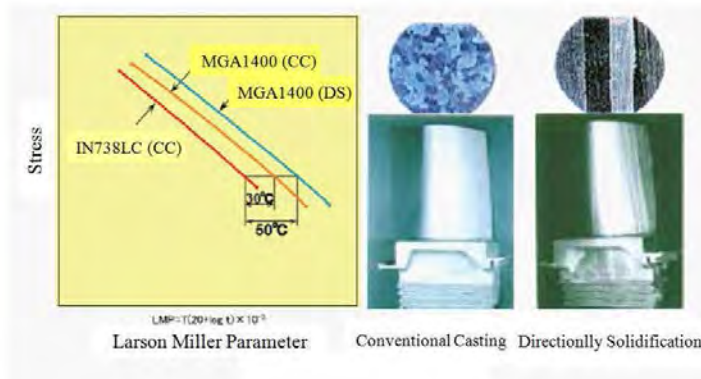 MGA1400 (CC)
MGA1400 (DS)
IN738LC (CC)
Stress
30℃
50℃
LMP=T(20+log t)×10⁻³
Larson Miller Parameter
Conventional Casting
Directionlly Solidification